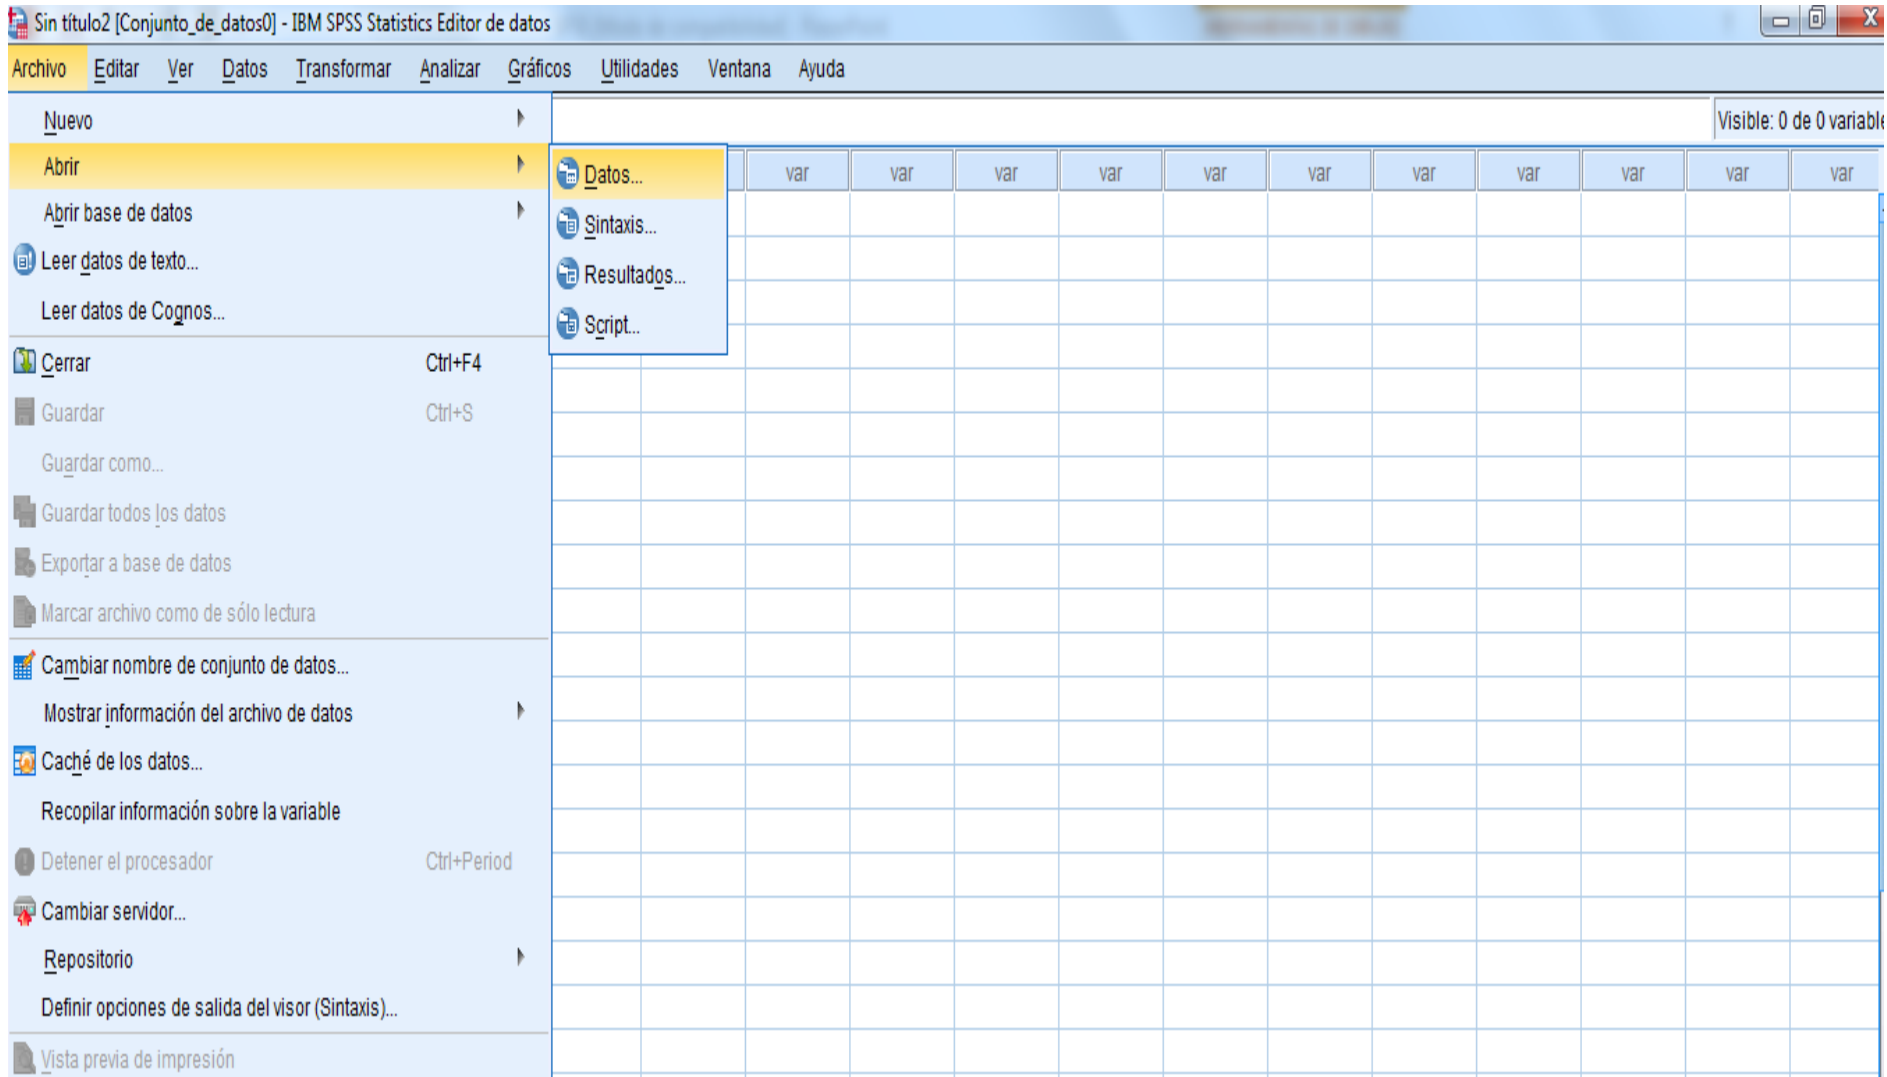 Sin título2 [Conjunto_de_datos0] - IBM SPSS Statistics Editor de datos
Archivo Editar Ver Datos Transformar Analizar Gráficos Utilidades Ventana Ayuda
Visible: 0 de 0 variable
Nuevo
Abrir
Abrir base de datos
Leer datos de texto...
Leer datos de Cognos...
Cerrar Ctrl+F4
Guardar Ctrl+S
Guardar como...
Guardar todos los datos
Exportar a base de datos
Marcar archivo como de sólo lectura
Cambiar nombre de conjunto de datos...
Mostrar información del archivo de datos
Caché de los datos...
Recopilar información sobre la variable
Detener el procesador Ctrl+Period
Cambiar servidor...
Repositorio
Definir opciones de salida del visor (Sintaxis)...
Vista previa de impresión
Datos...
Sintaxis...
Resultados...
Script...
var var var var var var var var var var var